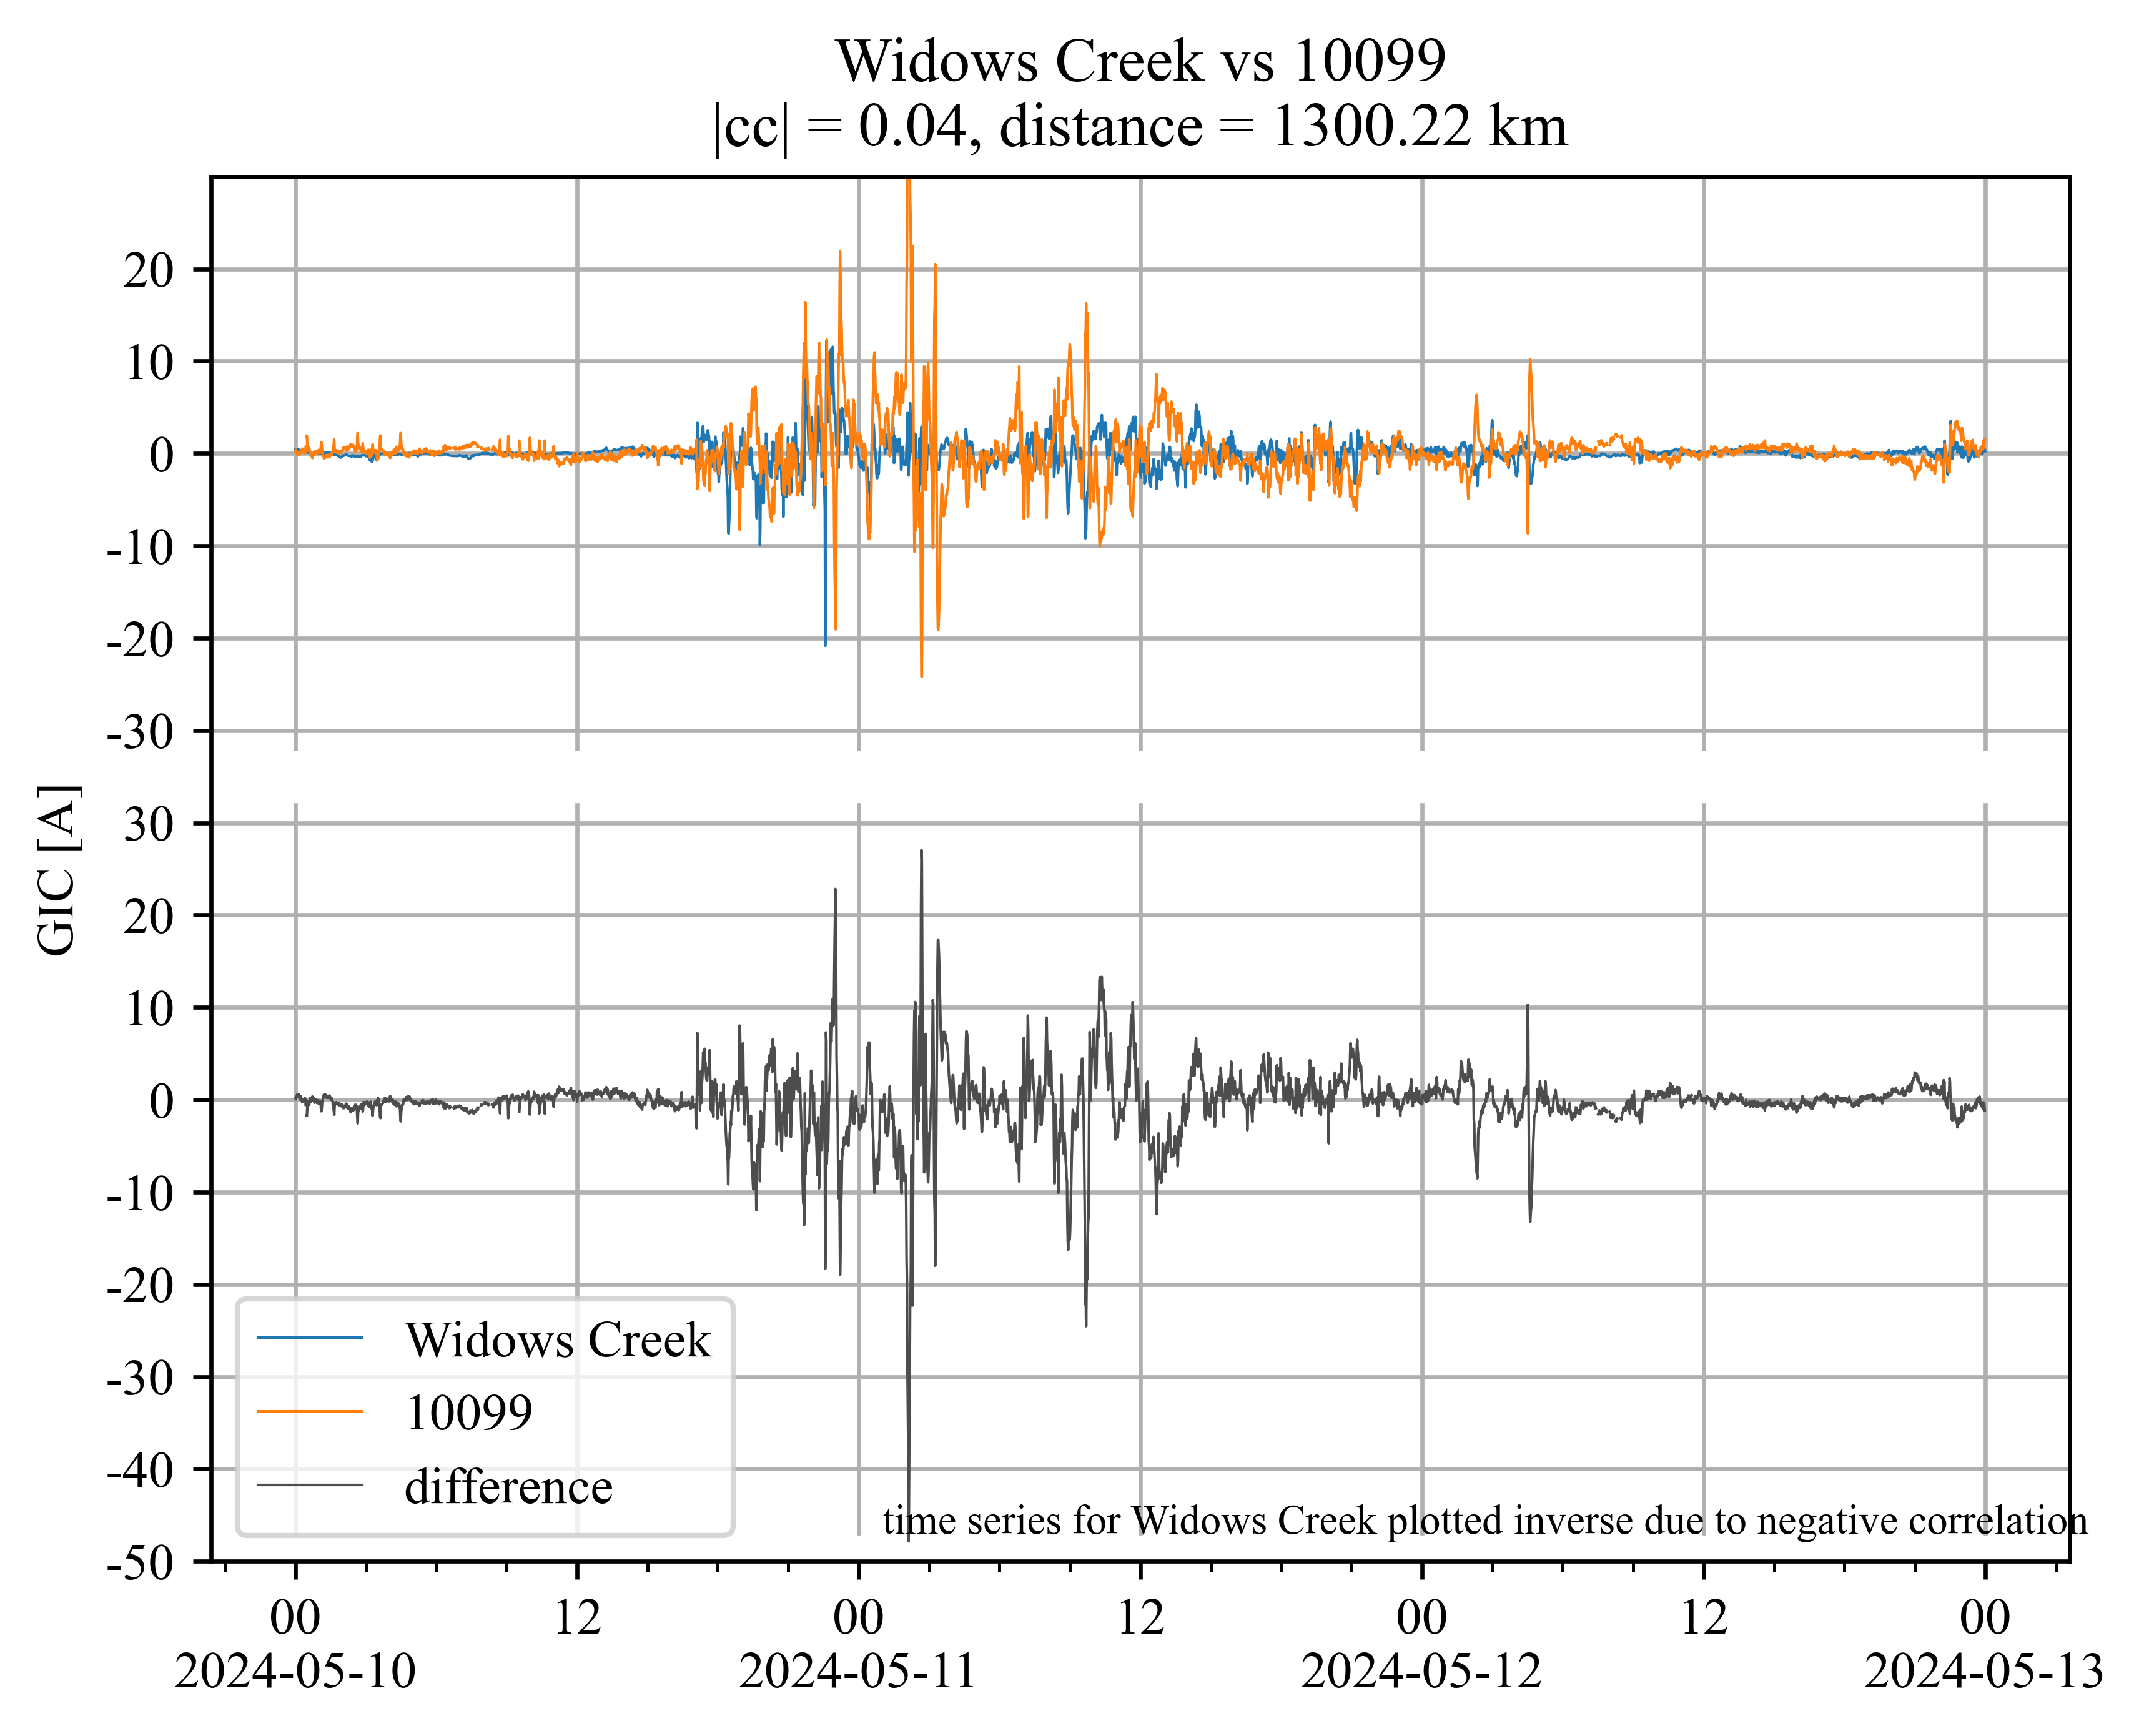 Widows Creek vs 10099
|cc| = 0.04, distance = 1300.22 km
20
10
0
-10
-20
-30
30
20
10
0
-10
-20
-30
-40
-50
GIC [A]
Widows Creek
10099
difference
time series for Widows Creek plotted inverse due to negative correlation
00 12 00 12 00 12 00
2024-05-10 2024-05-11 2024-05-12 2024-05-13